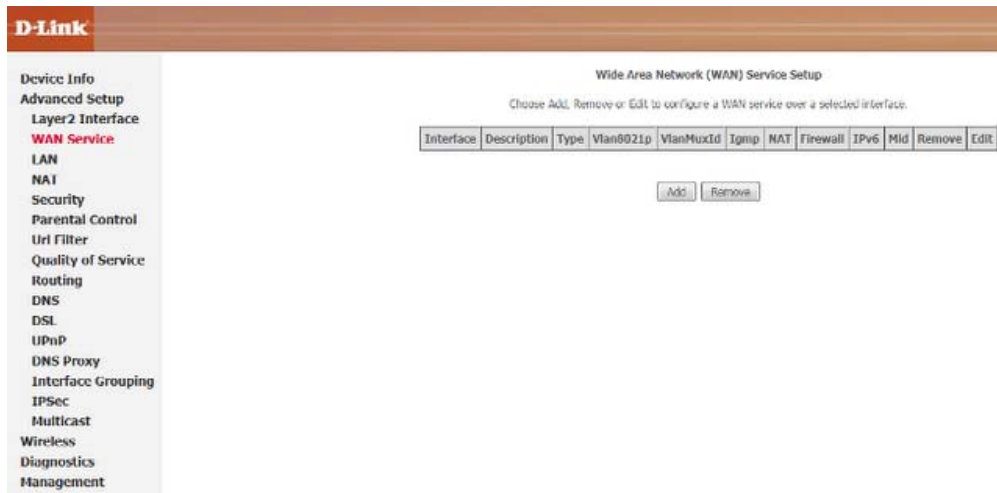 D-Link
Device Info
Advanced Setup
Layer2 Interface
WAN Service
LAN
NAT
Security
Parental Control
Url Filter
Quality of Service
Routing
DNS
DSL
UPnP
DNS Proxy
Interface Grouping
IPSec
Multicast
Wireless
Diagnostics
Management
Wide Area Network (WAN) Service Setup
Choose Add, Remove or Edit to configure a WAN service over a selected interface.
Interface Description Type Vlan8021p VlanMuxId Igmp NAT Firewall IPv6 Mld Remove Edit
Add Remove